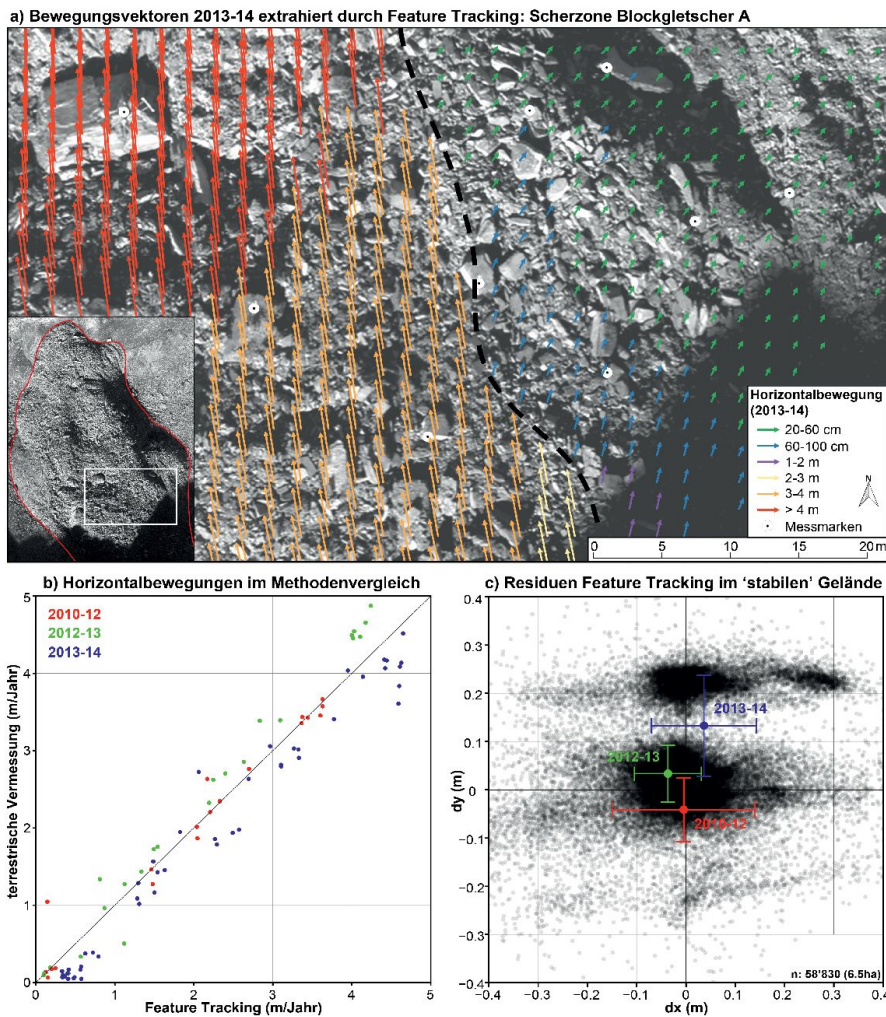 a) Bewegungsvektoren 2013-14 extrahiert durch Feature Tracking: Scherzone Blockgletscher A
Horizontalbewegung
(2013-14)
20-60 cm
60-100 cm
1-2 m
2-3 m
3-4 m
> 4 m
Messmarken
N
0 5 10 15 20 m
b) Horizontalbewegungen im Methodenvergleich
5
2010-12
2012-13
2013-14
4
3
2
1
0
terrestrische Vermessung (m/Jahr)
0 1 2 3 4 5
Feature Tracking (m/Jahr)
c) Residuen Feature Tracking im 'stabilen' Gelände
0.4
0.3
0.2
0.1
0
−0.1
−0.2
−0.3
−0.4
dy (m)
2013-14
2012-13
2010-12
n: 58'830 (6.5ha)
−0.4 −0.3 −0.2 −0.1 0 0.1 0.2 0.3 0.4
dx (m)